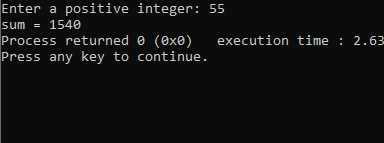 Enter a positive integer: 55
sum = 1540
Process returned 0 (0x0)   execution time : 2.63
Press any key to continue.